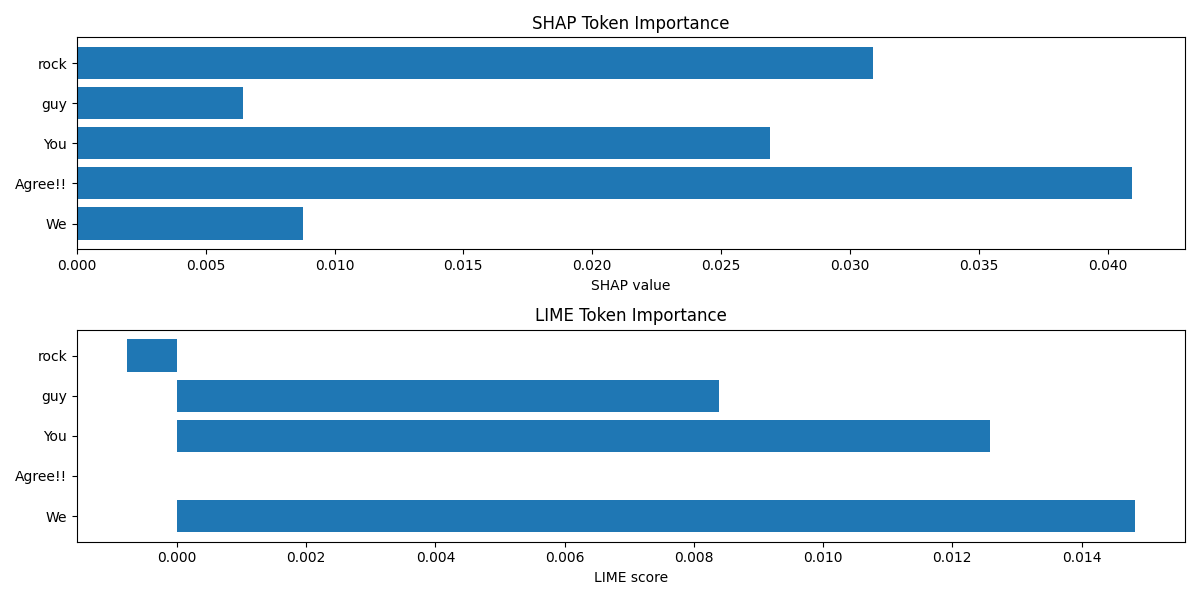 SHAP Token Importance
rock
guy
You
Agree!!
We
0.000 0.005 0.010 0.015 0.020 0.025 0.030 0.035 0.040
SHAP value
LIME Token Importance
rock
guy
You
Agree!!
We
0.000 0.002 0.004 0.006 0.008 0.010 0.012 0.014
LIME score